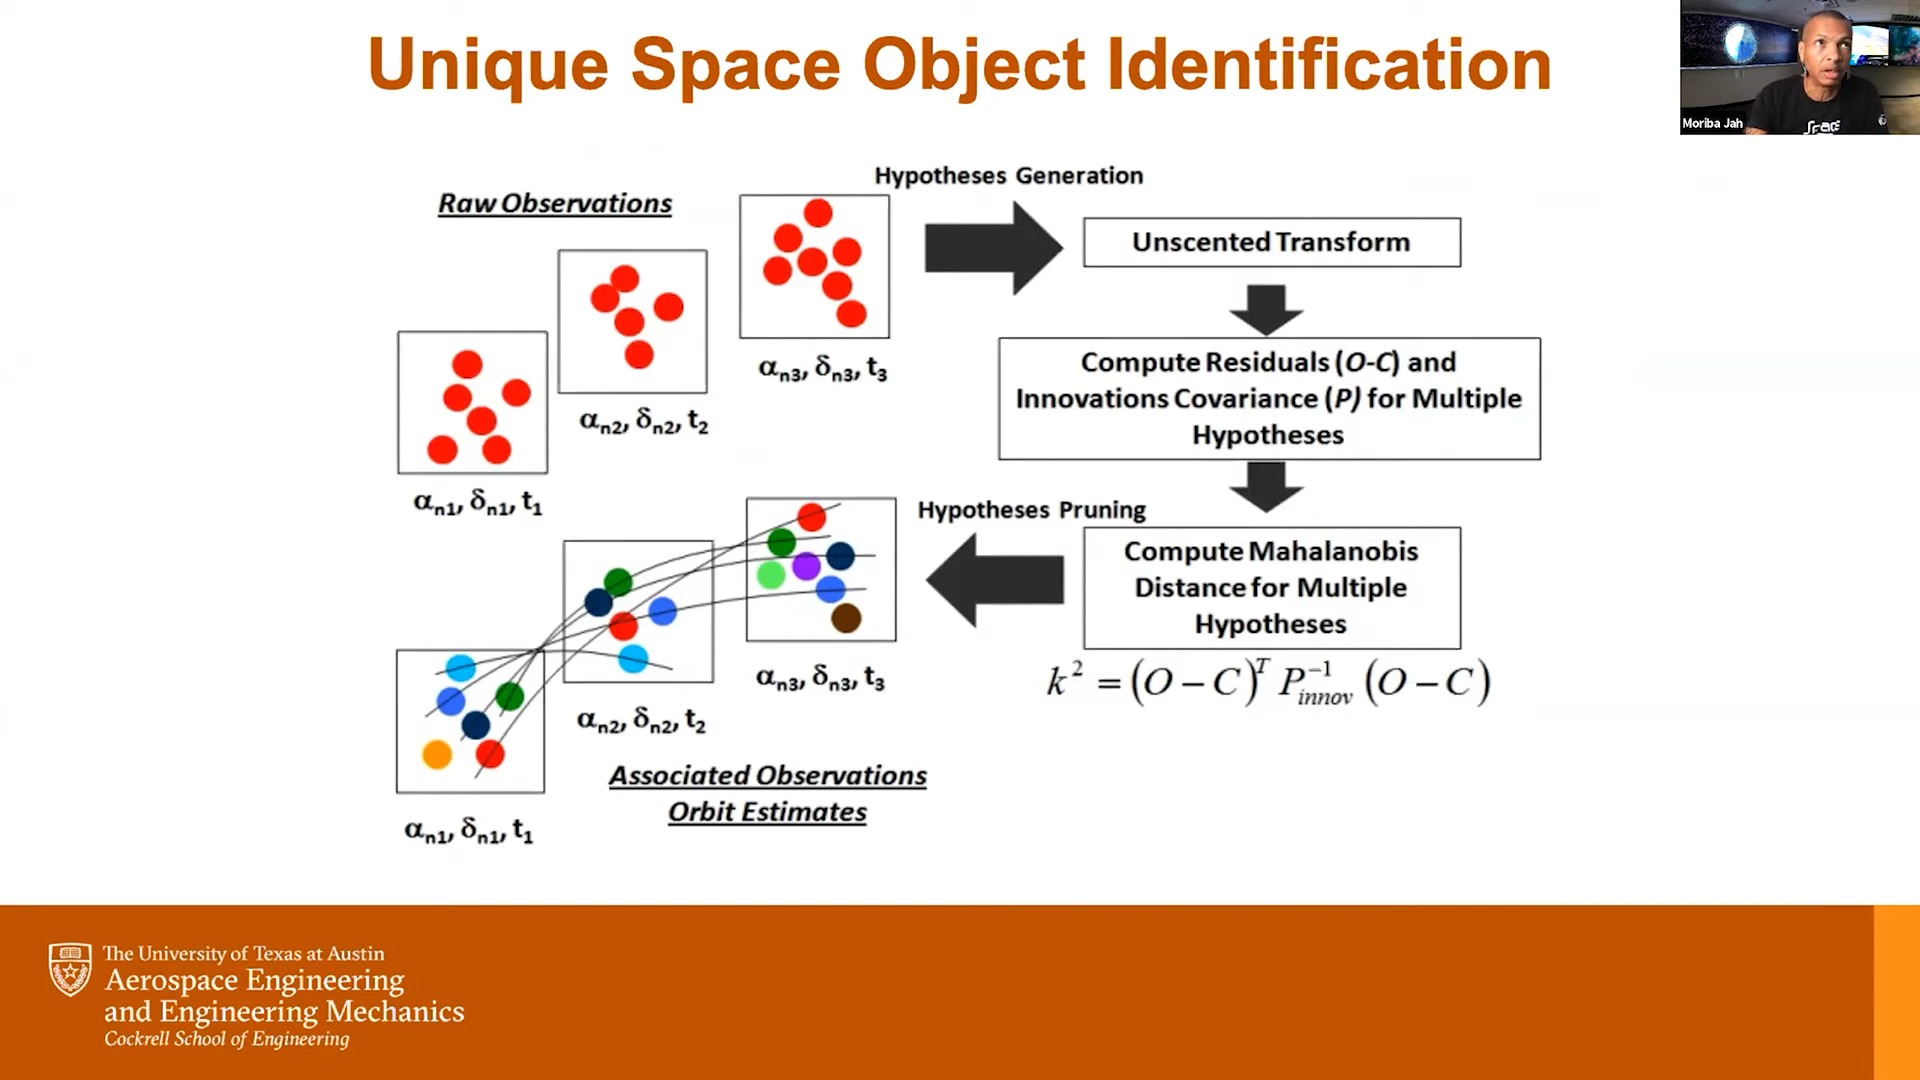 Unique Space Object Identification
Moriba Jah
Raw Observations
Hypotheses Generation
αn1, δn1, t1
αn2, δn2, t2
αn3, δn3, t3
Unscented Transform
Compute Residuals (O-C) and
Innovations Covariance (P) for Multiple
Hypotheses
Hypotheses Pruning
Compute Mahalanobis
Distance for Multiple
Hypotheses
k² = (O − C)ᵀ P⁻¹innov (O − C)
αn1, δn1, t1
αn2, δn2, t2
αn3, δn3, t3
Associated Observations
Orbit Estimates
The University of Texas at Austin
Aerospace Engineering
and Engineering Mechanics
Cockrell School of Engineering